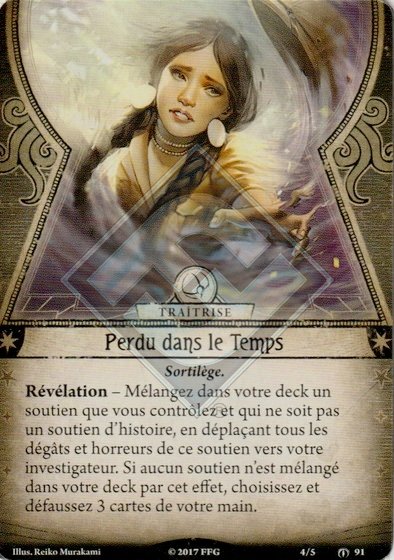 TRAÎTRISE
Perdu dans le Temps
Sortilège.
Révélation – Mélangez dans votre deck un
soutien que vous contrôlez et qui ne soit pas
un soutien d'histoire, en déplaçant tous les
dégâts et horreurs de ce soutien vers votre
investigateur. Si aucun soutien n'est mélangé
dans votre deck par cet effet, choisissez et
défaussez 3 cartes de votre main.
Illus. Reiko Murakami © 2017 FFG 4/5 91